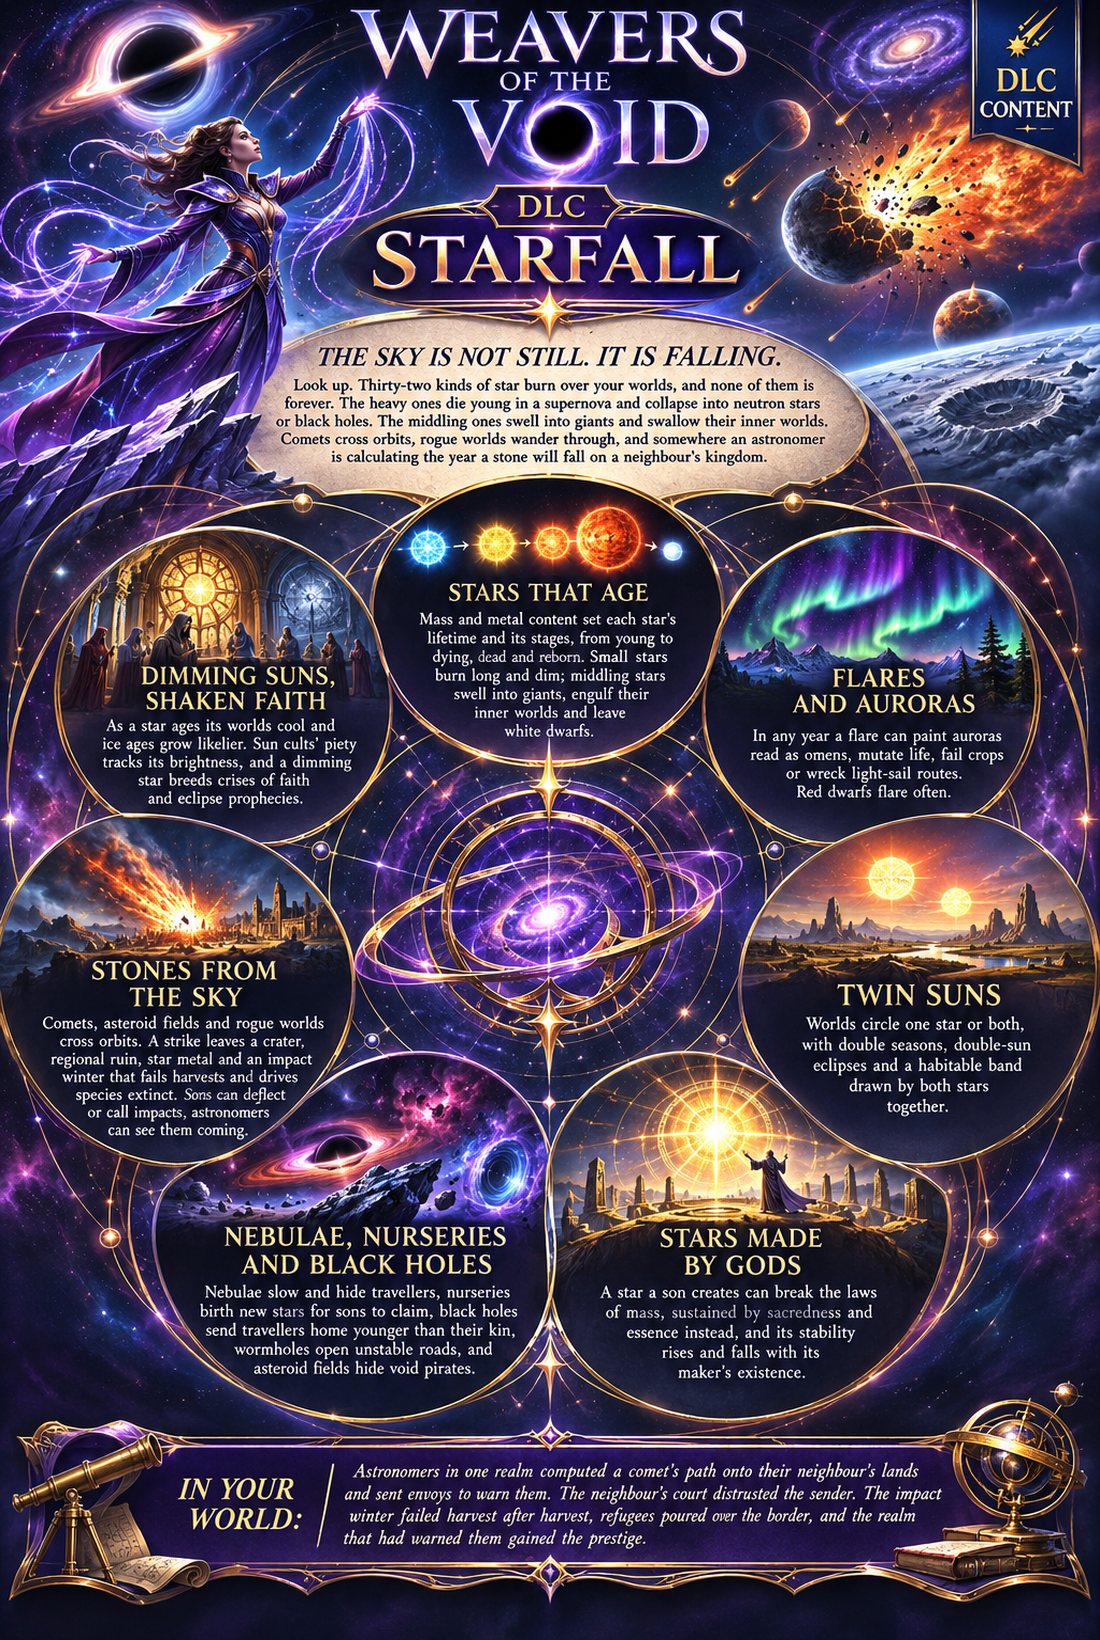 WEAVERS
OF THE
VOID
DLC
CONTENT
DLC
STARFALL
THE SKY IS NOT STILL. IT IS FALLING.
Look up. Thirty-two kinds of star burn over your worlds, and none of them is
forever. The heavy ones die young in a supernova and collapse into neutron stars
or black holes. The middling ones swell into giants and swallow their inner worlds.
Comets cross orbits, rogue worlds wander through, and somewhere an astronomer
is calculating the year a stone will fall on a neighbour's kingdom.
STARS THAT AGE
Mass and metal content set each star's
lifetime and its stages, from young to
dying, dead and reborn. Small stars
burn long and dim; middling stars
swell into giants, engulf their
inner worlds and leave
white dwarfs.
DIMMING SUNS,
SHAKEN FAITH
As a star ages its worlds cool and
ice ages grow likelier. Sun cults' piety
tracks its brightness, and a dimming
star breeds crises of faith
and eclipse prophecies.
FLARES
AND AURORAS
In any year a flare can paint auroras
read as omens, mutate life, fail crops
or wreck light-sail routes.
Red dwarfs flare often.
STONES FROM
THE SKY
Comets, asteroid fields and rogue worlds
cross orbits. A strike leaves a crater,
regional ruin, star metal and an impact
winter that fails harvests and drives
species extinct. Sons can deflect
or call impacts, astronomers
can see them coming.
TWIN SUNS
Worlds circle one star or both,
with double seasons, double-sun
eclipses and a habitable band
drawn by both stars
together.
NEBULAE, NURSERIES
AND BLACK HOLES
Nebulae slow and hide travellers, nurseries
birth new stars for sons to claim, black holes
send travellers home younger than their kin,
wormholes open unstable roads, and
asteroid fields hide void pirates.
STARS MADE
BY GODS
A star a son creates can break the laws
of mass, sustained by sacredness and
essence instead, and its stability
rises and falls with its
maker's existence.
IN YOUR
WORLD:
Astronomers in one realm computed a comet's path onto their neighbour's lands
and sent envoys to warn them. The neighbour's court distrusted the sender. The impact
winter failed harvest after harvest, refugees poured over the border, and the realm
that had warned them gained the prestige.